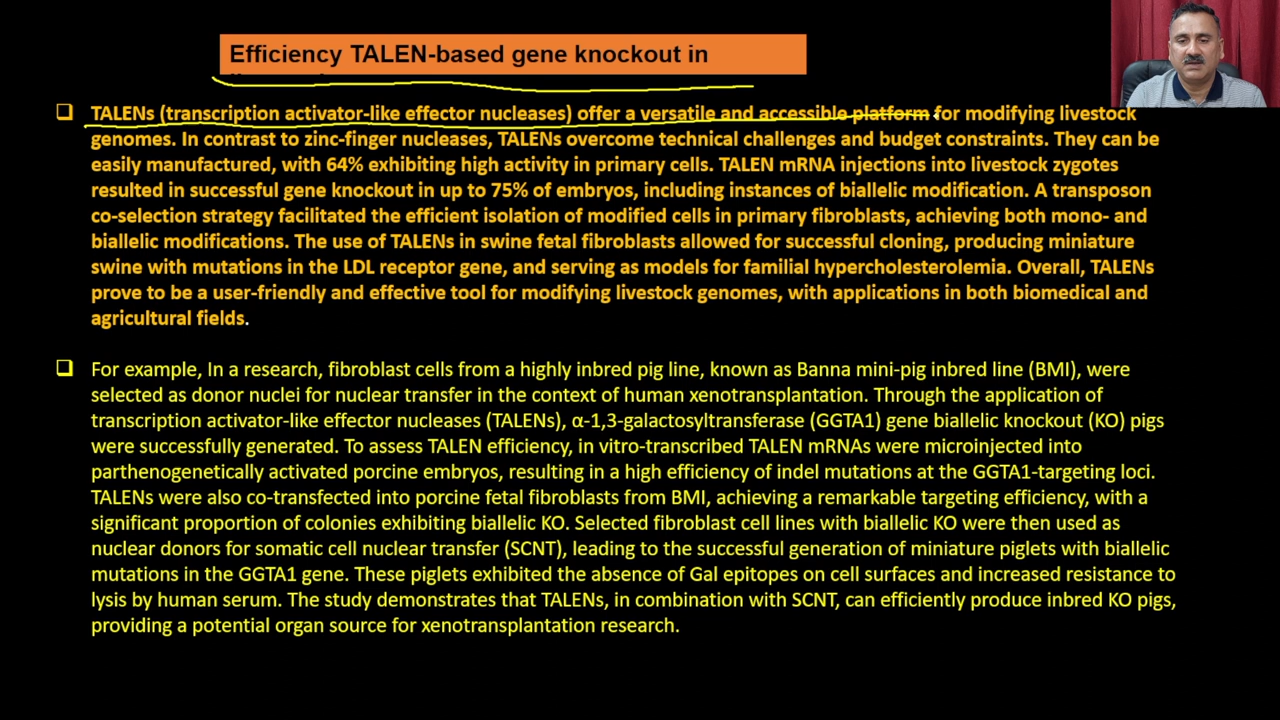 Efficiency TALEN-based gene knockout in
❑ TALENs (transcription activator-like effector nucleases) offer a versatile and accessible platform for modifying livestock
genomes. In contrast to zinc-finger nucleases, TALENs overcome technical challenges and budget constraints. They can be
easily manufactured, with 64% exhibiting high activity in primary cells. TALEN mRNA injections into livestock zygotes
resulted in successful gene knockout in up to 75% of embryos, including instances of biallelic modification. A transposon
co-selection strategy facilitated the efficient isolation of modified cells in primary fibroblasts, achieving both mono- and
biallelic modifications. The use of TALENs in swine fetal fibroblasts allowed for successful cloning, producing miniature
swine with mutations in the LDL receptor gene, and serving as models for familial hypercholesterolemia. Overall, TALENs
prove to be a user-friendly and effective tool for modifying livestock genomes, with applications in both biomedical and
agricultural fields.
❑ For example, In a research, fibroblast cells from a highly inbred pig line, known as Banna mini-pig inbred line (BMI), were
selected as donor nuclei for nuclear transfer in the context of human xenotransplantation. Through the application of
transcription activator-like effector nucleases (TALENs), α-1,3-galactosyltransferase (GGTA1) gene biallelic knockout (KO) pigs
were successfully generated. To assess TALEN efficiency, in vitro-transcribed TALEN mRNAs were microinjected into
parthenogenetically activated porcine embryos, resulting in a high efficiency of indel mutations at the GGTA1-targeting loci.
TALENs were also co-transfected into porcine fetal fibroblasts from BMI, achieving a remarkable targeting efficiency, with a
significant proportion of colonies exhibiting biallelic KO. Selected fibroblast cell lines with biallelic KO were then used as
nuclear donors for somatic cell nuclear transfer (SCNT), leading to the successful generation of miniature piglets with biallelic
mutations in the GGTA1 gene. These piglets exhibited the absence of Gal epitopes on cell surfaces and increased resistance to
lysis by human serum. The study demonstrates that TALENs, in combination with SCNT, can efficiently produce inbred KO pigs,
providing a potential organ source for xenotransplantation research.